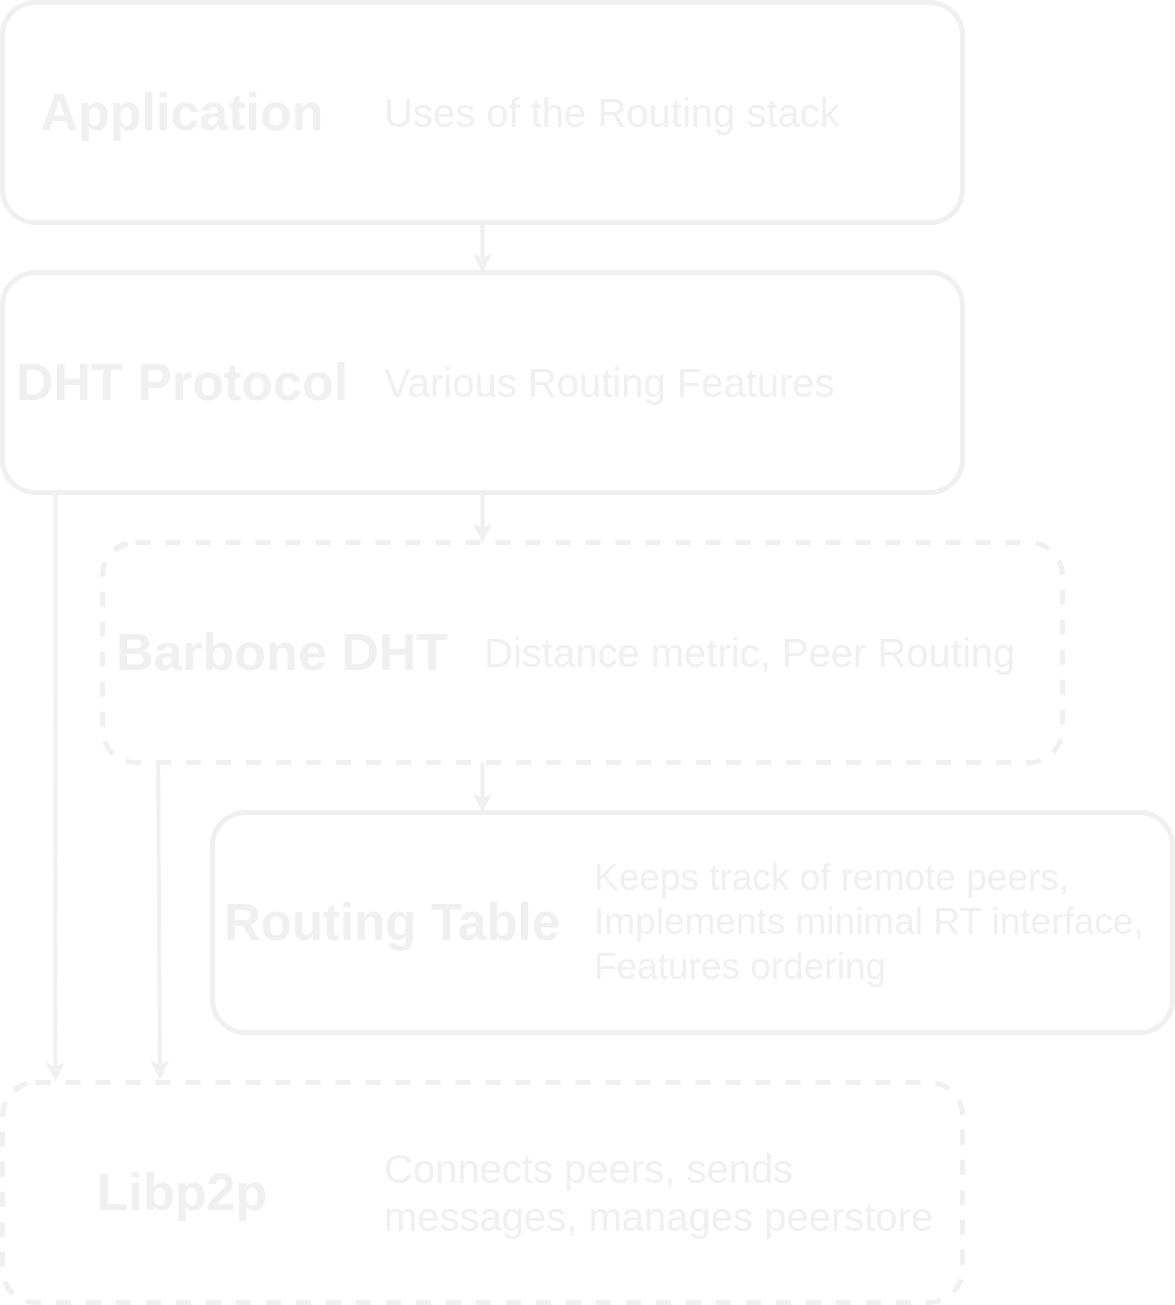 Application
Uses of the Routing stack
DHT Protocol
Various Routing Features
Barbone DHT
Distance metric, Peer Routing
Routing Table
Keeps track of remote peers,
Implements minimal RT interface,
Features ordering
Libp2p
Connects peers, sends
messages, manages peerstore